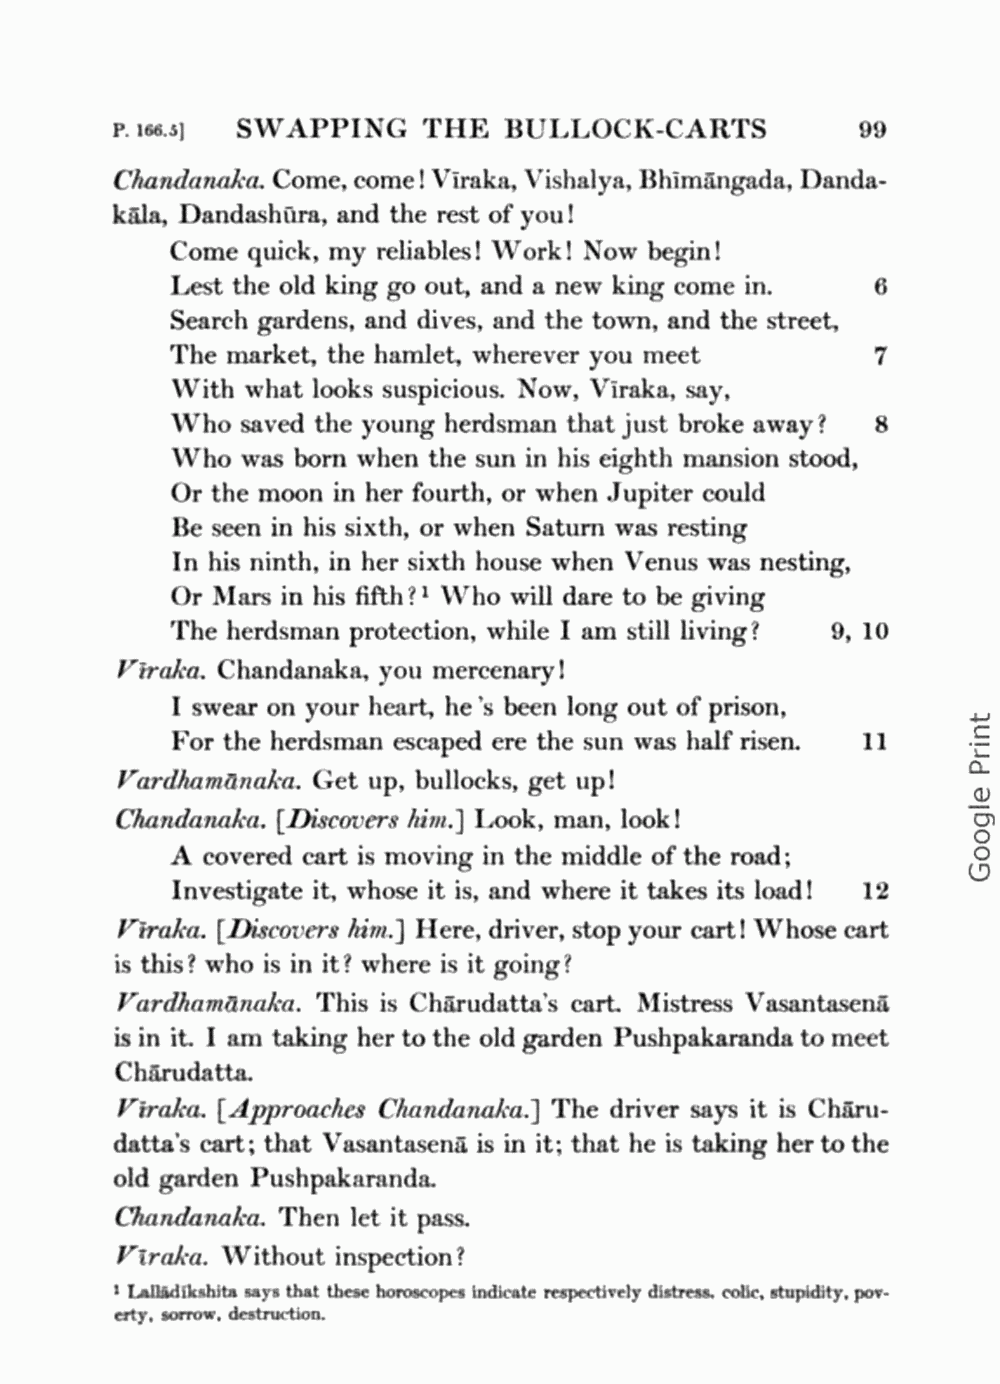 P. 166.5] SWAPPING THE BULLOCK-CARTS 99
Chandanaka. Come, come! Vīraka, Vishalya, Bhīmāngada, Danda-
kāla, Dandashūra, and the rest of you!
Come quick, my reliables! Work! Now begin!
Lest the old king go out, and a new king come in. 6
Search gardens, and dives, and the town, and the street,
The market, the hamlet, wherever you meet 7
With what looks suspicious. Now, Vīraka, say,
Who saved the young herdsman that just broke away? 8
Who was born when the sun in his eighth mansion stood,
Or the moon in her fourth, or when Jupiter could
Be seen in his sixth, or when Saturn was resting
In his ninth, in her sixth house when Venus was nesting,
Or Mars in his fifth?¹ Who will dare to be giving
The herdsman protection, while I am still living? 9, 10
Vīraka. Chandanaka, you mercenary!
I swear on your heart, he's been long out of prison,
For the herdsman escaped ere the sun was half risen. 11
Vardhamānaka. Get up, bullocks, get up!
Chandanaka. [Discovers him.] Look, man, look!
A covered cart is moving in the middle of the road;
Investigate it, whose it is, and where it takes its load! 12
Vīraka. [Discovers him.] Here, driver, stop your cart! Whose cart
is this? who is in it? where is it going?
Vardhamānaka. This is Chārudatta's cart. Mistress Vasantasenā
is in it. I am taking her to the old garden Pushpakaranda to meet
Chārudatta.
Vīraka. [Approaches Chandanaka.] The driver says it is Chāru-
datta's cart; that Vasantasenā is in it; that he is taking her to the
old garden Pushpakaranda.
Chandanaka. Then let it pass.
Vīraka. Without inspection?
¹ Lallādīkshita says that these horoscopes indicate respectively distress, colic, stupidity, pov-
erty, sorrow, destruction.
Google Print